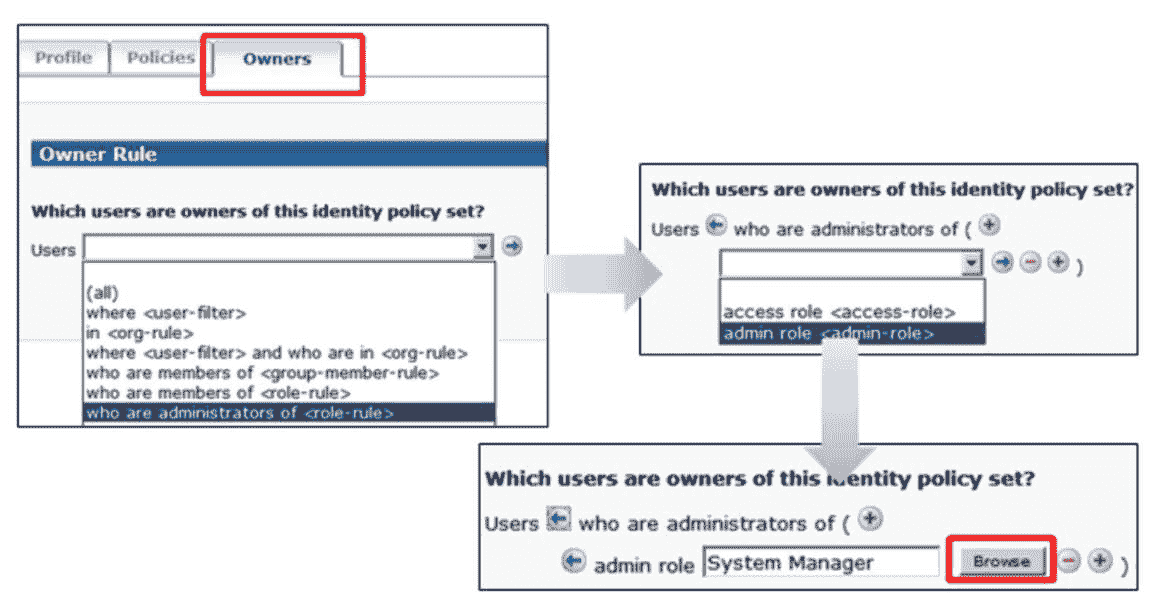 Profile Policies Owners
Owner Rule
Which users are owners of this identity policy set?
Users
(all)
where <user-filter>
in <org-rule>
where <user-filter> and who are in <org-rule>
who are members of <group-member-rule>
who are members of <role-rule>
who are administrators of <role-rule>
Which users are owners of this identity policy set?
Users who are administrators of (
)
access role <access-role>
admin role <admin-role>
Which users are owners of this identity policy set?
Users who are administrators of (
admin role System Manager Browse )